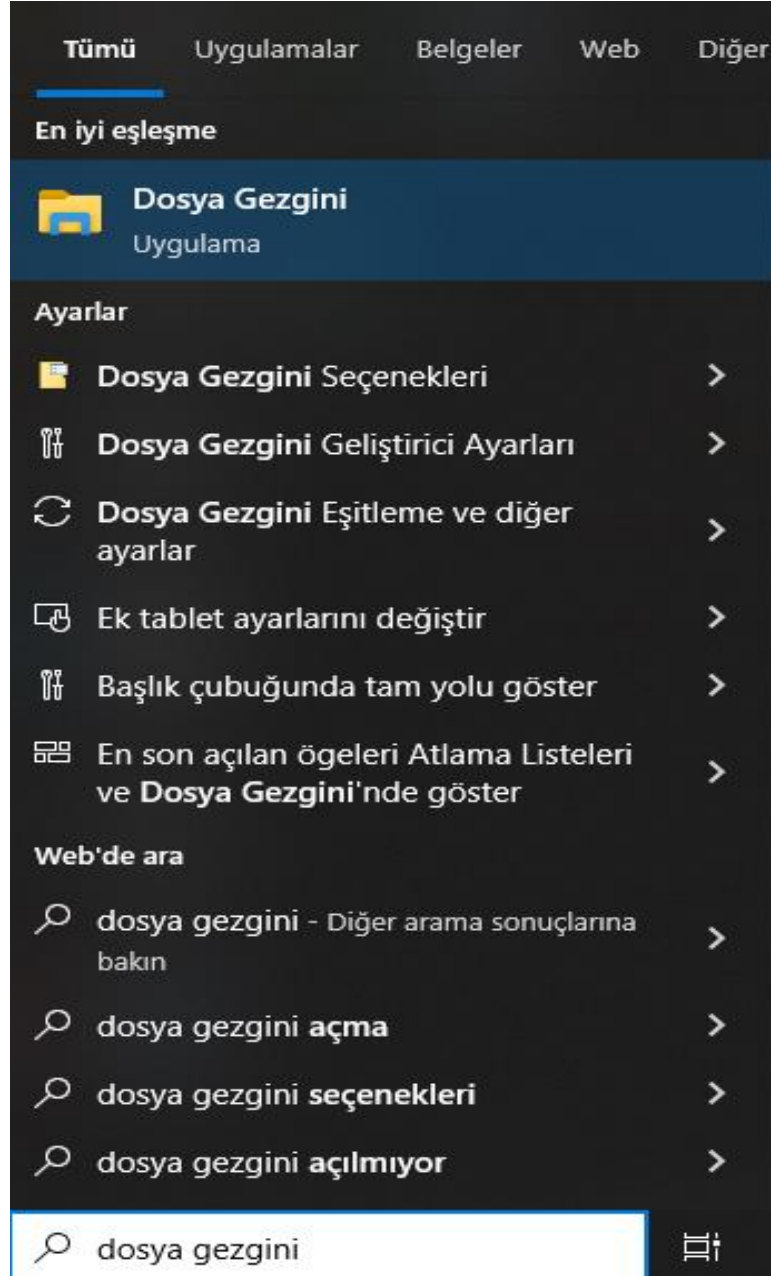 Tümü Uygulamalar Belgeler Web Diğer
En iyi eşleşme
Dosya Gezgini
Uygulama
Ayarlar
Dosya Gezgini Seçenekleri
Dosya Gezgini Geliştirici Ayarları
Dosya Gezgini Eşitleme ve diğer
ayarlar
Ek tablet ayarlarını değiştir
Başlık çubuğunda tam yolu göster
En son açılan ögeleri Atlama Listeleri
ve Dosya Gezgini'nde göster
Web'de ara
dosya gezgini - Diğer arama sonuçlarına
bakın
dosya gezgini açma
dosya gezgini seçenekleri
dosya gezgini açılmıyor
dosya gezgini